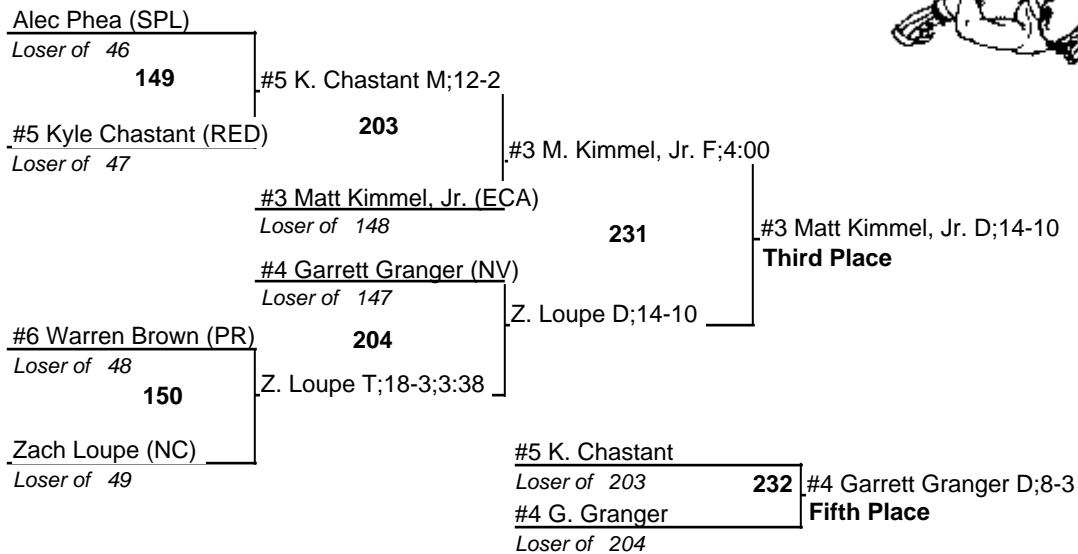 Alec Phea (SPL)
Loser of 46
149
#5 K. Chastant M;12-2
#5 Kyle Chastant (RED)
Loser of 47
203
#3 M. Kimmel, Jr. F;4:00
#3 Matt Kimmel, Jr. (ECA)
Loser of 148
231
#3 Matt Kimmel, Jr. D;14-10
Third Place
#4 Garrett Granger (NV)
Loser of 147
Z. Loupe D;14-10
#6 Warren Brown (PR)
Loser of 48
204
150
Z. Loupe T;18-3;3:38
Zach Loupe (NC)
Loser of 49
#5 K. Chastant
Loser of 203
232
#4 Garrett Granger D;8-3
#4 G. Granger
Fifth Place
Loser of 204